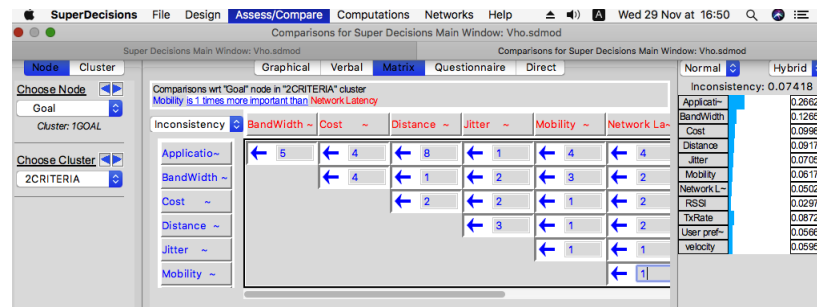 SuperDecisions File Design Assess/Compare Computations Networks Help A Wed 29 Nov at 16:50
Comparisons for Super Decisions Main Window: Vho.sdmod
Super Decisions Main Window: Vho.sdmod Comparisons for Super Decisions Main Window: Vho.sdmod
Node Cluster Graphical Verbal Matrix Questionnaire Direct Normal Hybrid
Choose Node
Goal
Cluster: 1GOAL
Choose Cluster
2CRITERIA
Comparisons wrt "Goal" node in "2CRITERIA" cluster
Mobility is 1 times more important than Network Latency
Inconsistency BandWidth ~ Cost ~ Distance ~ Jitter ~ Mobility ~ Network La~
Applicatio~ 5 4 8 1 4 4
BandWidth ~ 4 1 2 3 2
Cost ~ 2 2 1 2
Distance ~ 3 1 2
Jitter ~ 1 1
Mobility ~ 1
Inconsistency: 0.07418
Applicati~ 0.2662
BandWidth 0.1265
Cost 0.0996
Distance 0.0917
Jitter 0.0705
Mobility 0.0617
Network L~ 0.0502
RSSI 0.0297
TxRate 0.0872
User pref~ 0.0566
velocity 0.0595